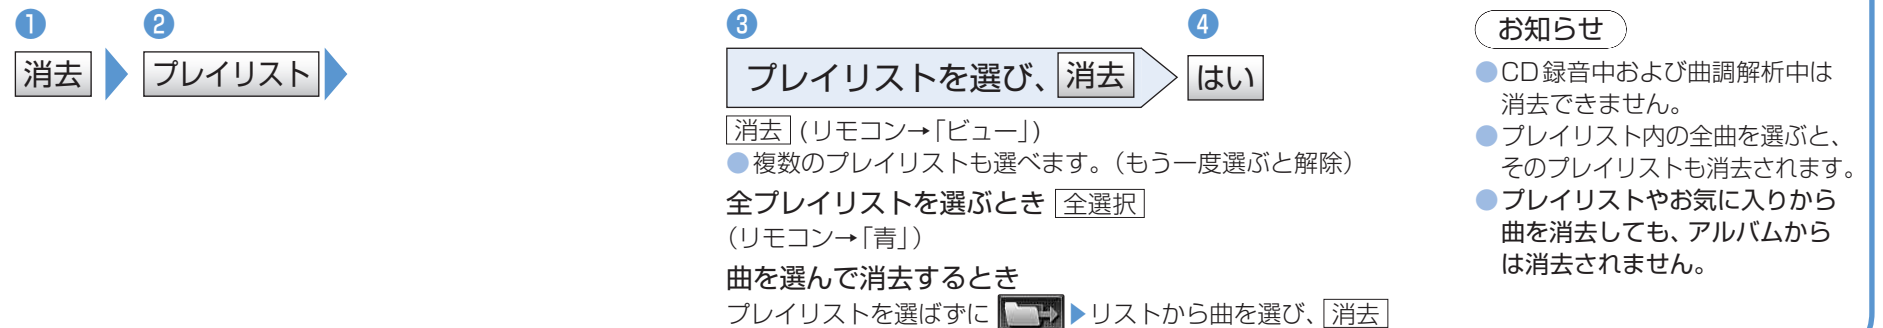 ❶ ❷
消去 プレイリスト
❸ ❹
プレイリストを選び、消去 はい
消去 (リモコン→「ビュー」)
●複数のプレイリストも選べます。（もう一度選ぶと解除）
全プレイリストを選ぶとき 全選択
（リモコン→「青」）
曲を選んで消去するとき
プレイリストを選ばずに ▶リストから曲を選び、消去
お知らせ
●CD録音中および曲調解析中は
消去できません。
●プレイリスト内の全曲を選ぶと、
そのプレイリストも消去されます。
●プレイリストやお気に入りから
曲を消去しても、アルバムから
は消去されません。